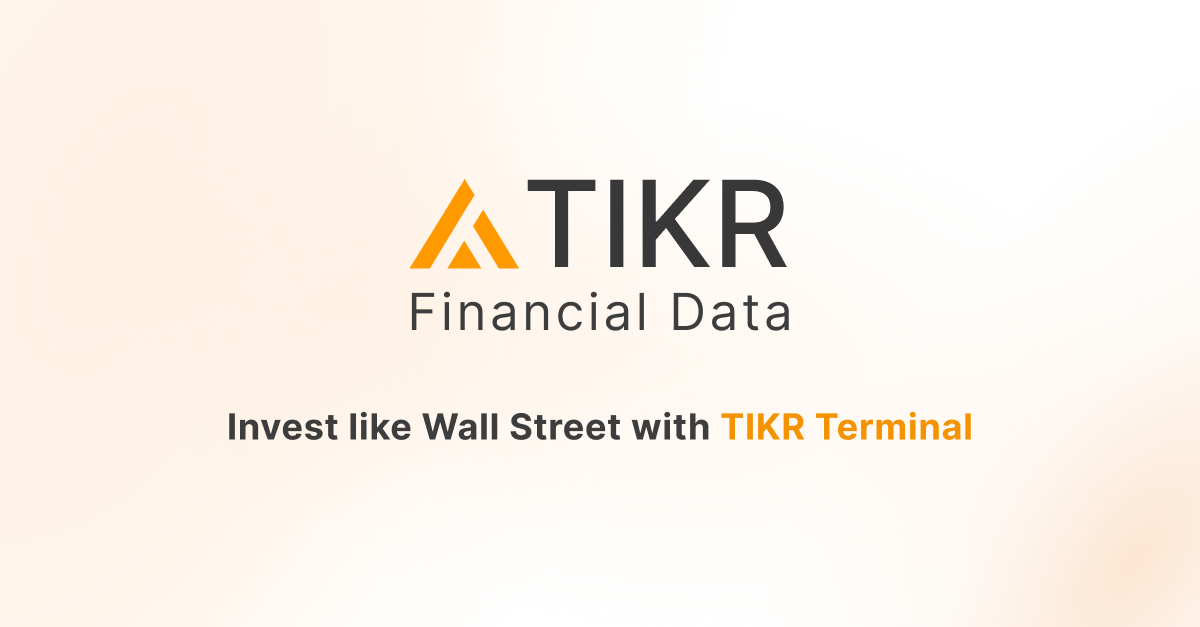 TIKR
Financial Data
Invest like Wall Street with TIKR Terminal